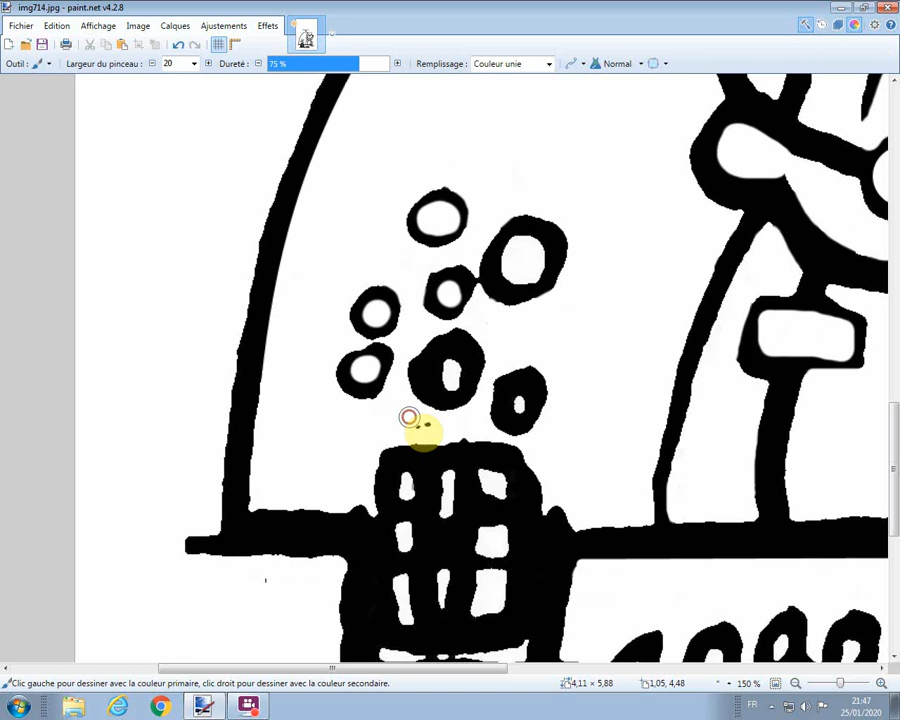 img714.jpg - paint.net v4.2.8
Fichier Edition Affichage Image Calques Ajustements Effets
Outil : Largeur du pinceau : 20 Dureté : 75 % Remplissage : Couleur unie Normal
Clic gauche pour dessiner avec la couleur primaire, clic droit pour dessiner avec la couleur secondaire. 4,11 × 5,88 1,05, 4,48 " 150 %
FR 21:47
25/01/2020